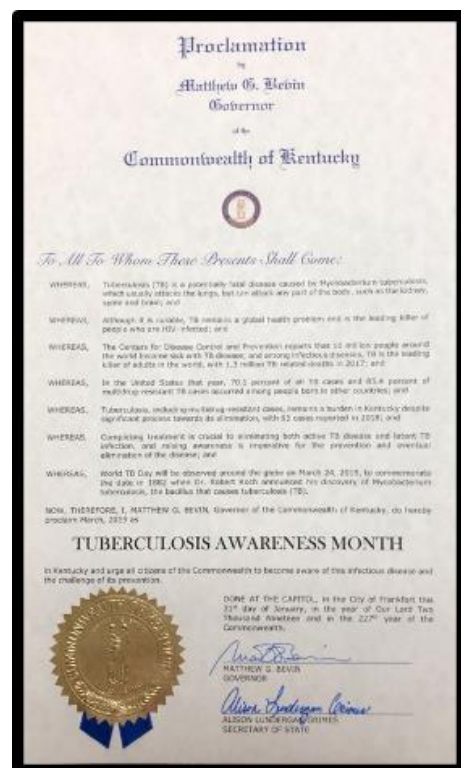 Proclamation
by
Matthew G. Bevin
Governor
of the
Commonwealth of Kentucky
To All To Whom These Presents Shall Come:
WHEREAS, Tuberculosis (TB) is a potentially fatal disease caused by Mycobacterium tuberculosis,
which usually attacks the lungs, but can attack any part of the body, such as the kidney,
spine and brain; and
WHEREAS, Although it is curable, TB remains a global health problem and is the leading killer of
people who are HIV infected; and
WHEREAS, The Centers for Disease Control and Prevention reports that 10 million people around
the world became sick with TB disease, and among infectious diseases, TB is the leading
killer of adults in the world, with 1.3 million TB related deaths in 2017; and
WHEREAS, In the United States that year, 70.1 percent of all TB cases and 85.4 percent of
multidrug resistant TB cases occurred among people born in other countries; and
WHEREAS, Tuberculosis, including multidrug-resistant cases, remains a burden in Kentucky despite
significant process towards its elimination, with cases reported in 2018; and
WHEREAS, Completing treatment is crucial to eliminating both active TB disease and latent TB
infection, and raising awareness is imperative for the prevention and eventual
elimination of the disease; and
WHEREAS, World TB Day will be observed around the globe on March 24, 2019, to commemorate
the date in 1882 when Dr. Robert Koch announced his discovery of Mycobacterium
tuberculosis, the bacillus that causes tuberculosis (TB).
NOW, THEREFORE, I, MATTHEW G. BEVIN, Governor of the Commonwealth of Kentucky, do hereby
proclaim March, 2019 as
TUBERCULOSIS AWARENESS MONTH
in Kentucky and urge all citizens of the Commonwealth to become aware of this infectious disease and
the challenge of its prevention.
DONE AT THE CAPITOL, in the City of Frankfort this
31st day of January, in the year of Our Lord Two
Thousand Nineteen and in the 227th year of the
Commonwealth.
MATTHEW G. BEVIN
GOVERNOR
Alison Lundergan Grimes
ALISON LUNDERGAN GRIMES
SECRETARY OF STATE